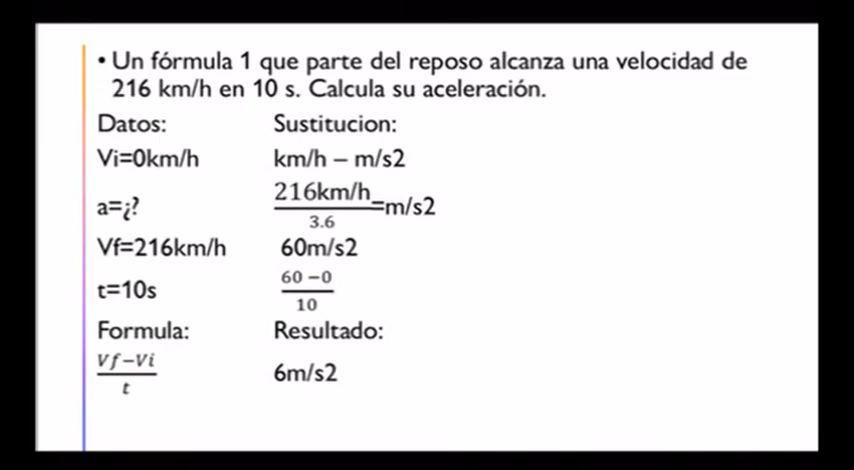 • Un fórmula 1 que parte del reposo alcanza una velocidad de
216 km/h en 10 s. Calcula su aceleración.
Datos:
Vi=0km/h
a=¿?
Vf=216km/h
t=10s
Formula:
Vf−Vi
t
Sustitucion:
km/h – m/s2
216km/h
3.6
=m/s2
60m/s2
60 −0
10
Resultado:
6m/s2